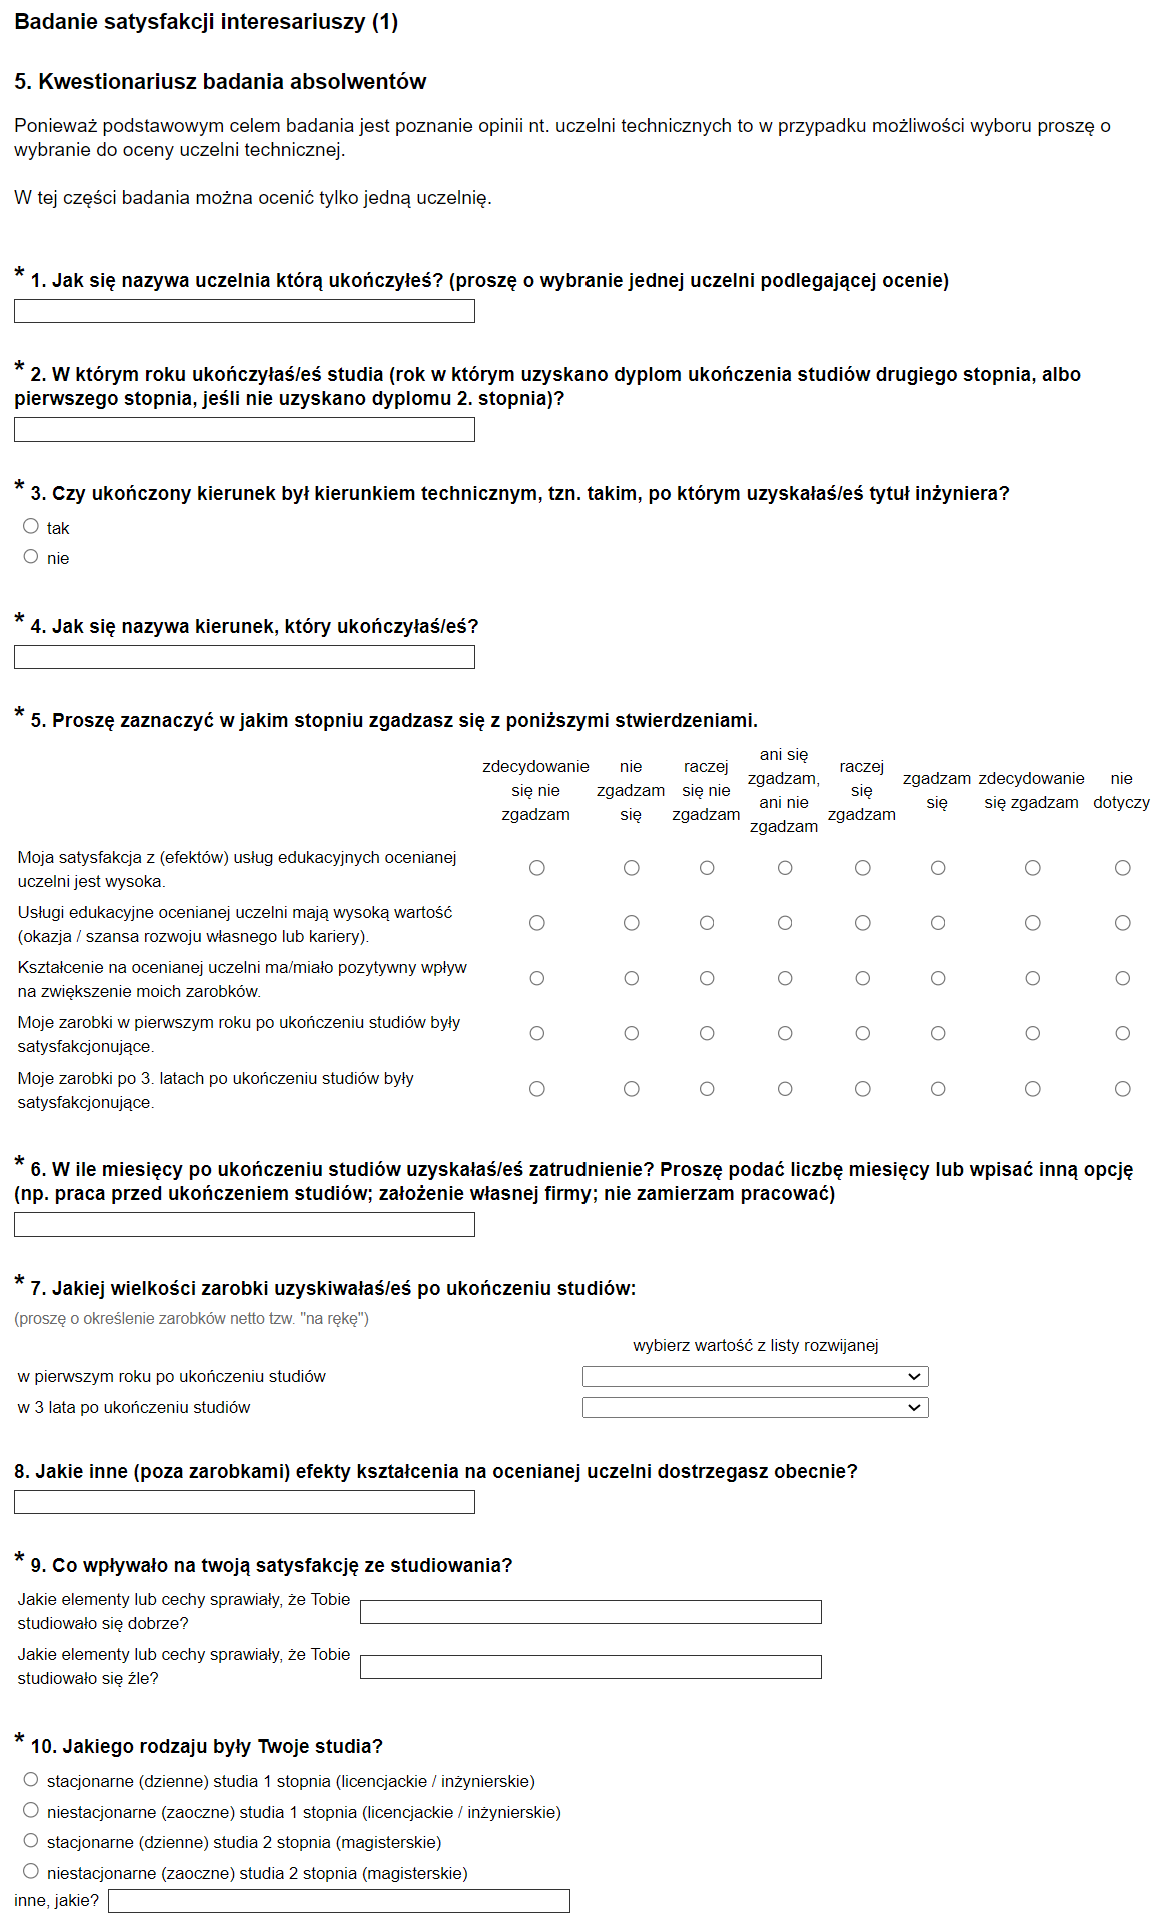 Badanie satysfakcji interesariuszy (1)
5. Kwestionariusz badania absolwentów
Ponieważ podstawowym celem badania jest poznanie opinii nt. uczelni technicznych to w przypadku możliwości wyboru proszę o
wybranie do oceny uczelni technicznej.
W tej części badania można ocenić tylko jedną uczelnię.
* 1. Jak się nazywa uczelnia którą ukończyłeś? (proszę o wybranie jednej uczelni podlegającej ocenie)
* 2. W którym roku ukończyłaś/eś studia (rok w którym uzyskano dyplom ukończenia studiów drugiego stopnia, albo
pierwszego stopnia, jeśli nie uzyskano dyplomu 2. stopnia)?
* 3. Czy ukończony kierunek był kierunkiem technicznym, tzn. takim, po którym uzyskałaś/eś tytuł inżyniera?
tak
nie
* 4. Jak się nazywa kierunek, który ukończyłaś/eś?
* 5. Proszę zaznaczyć w jakim stopniu zgadzasz się z poniższymi stwierdzeniami.
zdecydowanie
się nie
zgadzam
nie
zgadzam
się
raczej
się nie
zgadzam
ani się
zgadzam,
ani nie
zgadzam
raczej
się
zgadzam
zgadzam
się
zdecydowanie
się zgadzam
nie
dotyczy
Moja satysfakcja z (efektów) usług edukacyjnych ocenianej
uczelni jest wysoka.
Usługi edukacyjne ocenianej uczelni mają wysoką wartość
(okazja / szansa rozwoju własnego lub kariery).
Kształcenie na ocenianej uczelni ma/miało pozytywny wpływ
na zwiększenie moich zarobków.
Moje zarobki w pierwszym roku po ukończeniu studiów były
satysfakcjonujące.
Moje zarobki po 3. latach po ukończeniu studiów były
satysfakcjonujące.
* 6. W ile miesięcy po ukończeniu studiów uzyskałaś/eś zatrudnienie? Proszę podać liczbę miesięcy lub wpisać inną opcję
(np. praca przed ukończeniem studiów; założenie własnej firmy; nie zamierzam pracować)
* 7. Jakiej wielkości zarobki uzyskiwałaś/eś po ukończeniu studiów:
(proszę o określenie zarobków netto tzw. "na rękę")
wybierz wartość z listy rozwijanej
w pierwszym roku po ukończeniu studiów
w 3 lata po ukończeniu studiów
8. Jakie inne (poza zarobkami) efekty kształcenia na ocenianej uczelni dostrzegasz obecnie?
* 9. Co wpływało na twoją satysfakcję ze studiowania?
Jakie elementy lub cechy sprawiały, że Tobie
studiowało się dobrze?
Jakie elementy lub cechy sprawiały, że Tobie
studiowało się źle?
* 10. Jakiego rodzaju były Twoje studia?
stacjonarne (dzienne) studia 1 stopnia (licencjackie / inżynierskie)
niestacjonarne (zaoczne) studia 1 stopnia (licencjackie / inżynierskie)
stacjonarne (dzienne) studia 2 stopnia (magisterskie)
niestacjonarne (zaoczne) studia 2 stopnia (magisterskie)
inne, jakie?